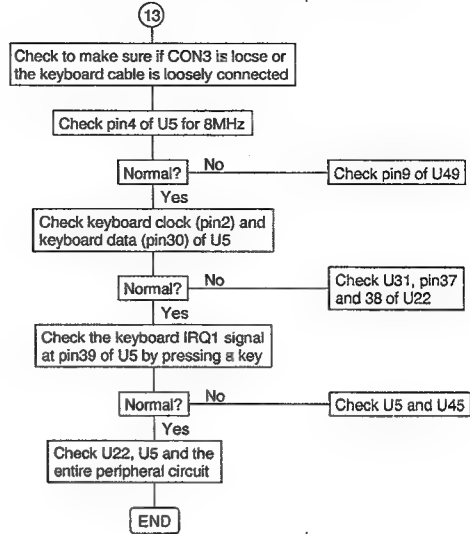 13
Check to make sure if CON3 is locse or
the keyboard cable is loosely connected
Check pin4 of U5 for 8MHz
Normal?
No
Check pin9 of U49
Yes
Check keyboard clock (pin2) and
keyboard data (pin30) of U5
Normal?
No
Check U31, pin37
and 38 of U22
Yes
Check the keyboard IRQ1 signal
at pin39 of U5 by pressing a key
Normal?
No
Check U5 and U45
Yes
Check U22, U5 and the
entire peripheral circuit
END